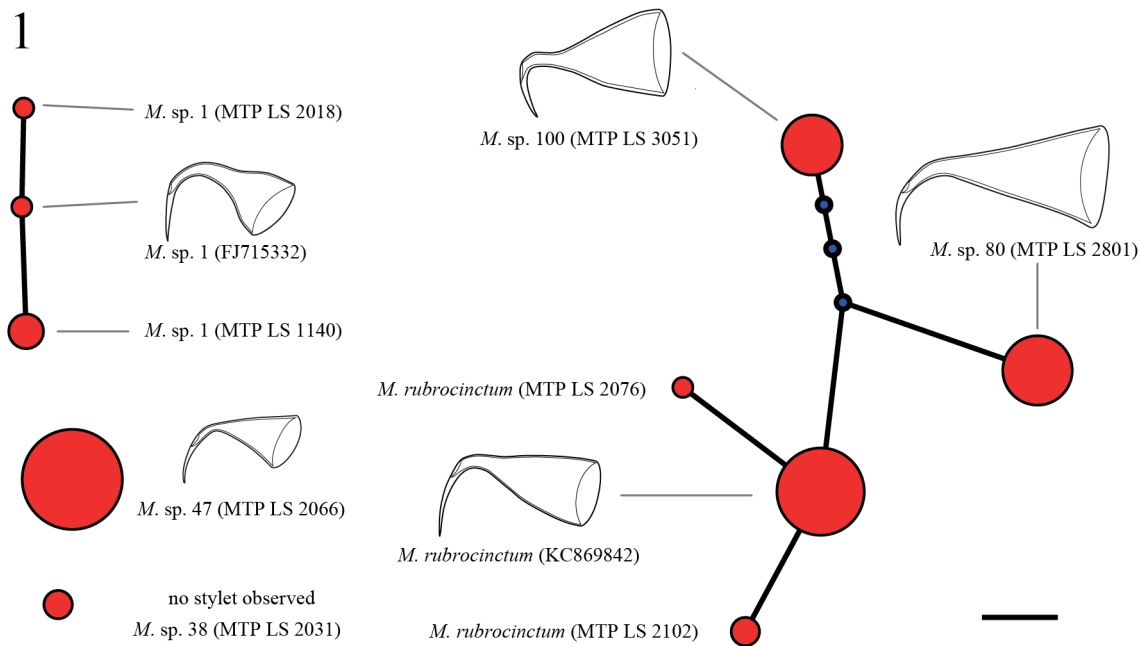 1
M. sp. 1 (MTP LS 2018)
M. sp. 1 (FJ715332)
M. sp. 1 (MTP LS 1140)
M. sp. 47 (MTP LS 2066)
no stylet observed
M. sp. 38 (MTP LS 2031)
M. sp. 100 (MTP LS 3051)
M. sp. 80 (MTP LS 2801)
M. rubrocinctum (MTP LS 2076)
M. rubrocinctum (KC869842)
M. rubrocinctum (MTP LS 2102)